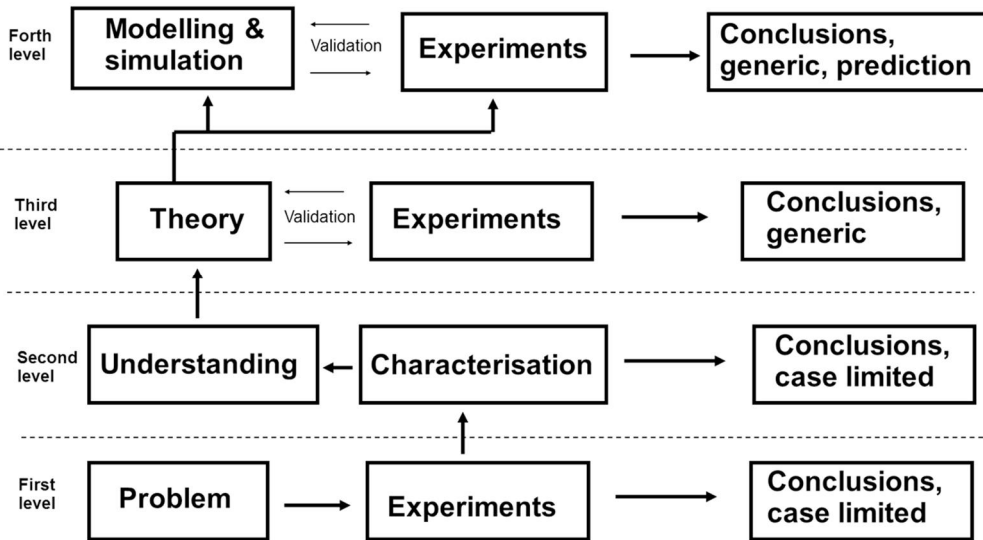 Forth
level
Modelling &
simulation
Validation
Experiments
Conclusions,
generic, prediction
Third
level
Theory
Validation
Experiments
Conclusions,
generic
Second
level
Understanding
Characterisation
Conclusions,
case limited
First
level
Problem
Experiments
Conclusions,
case limited